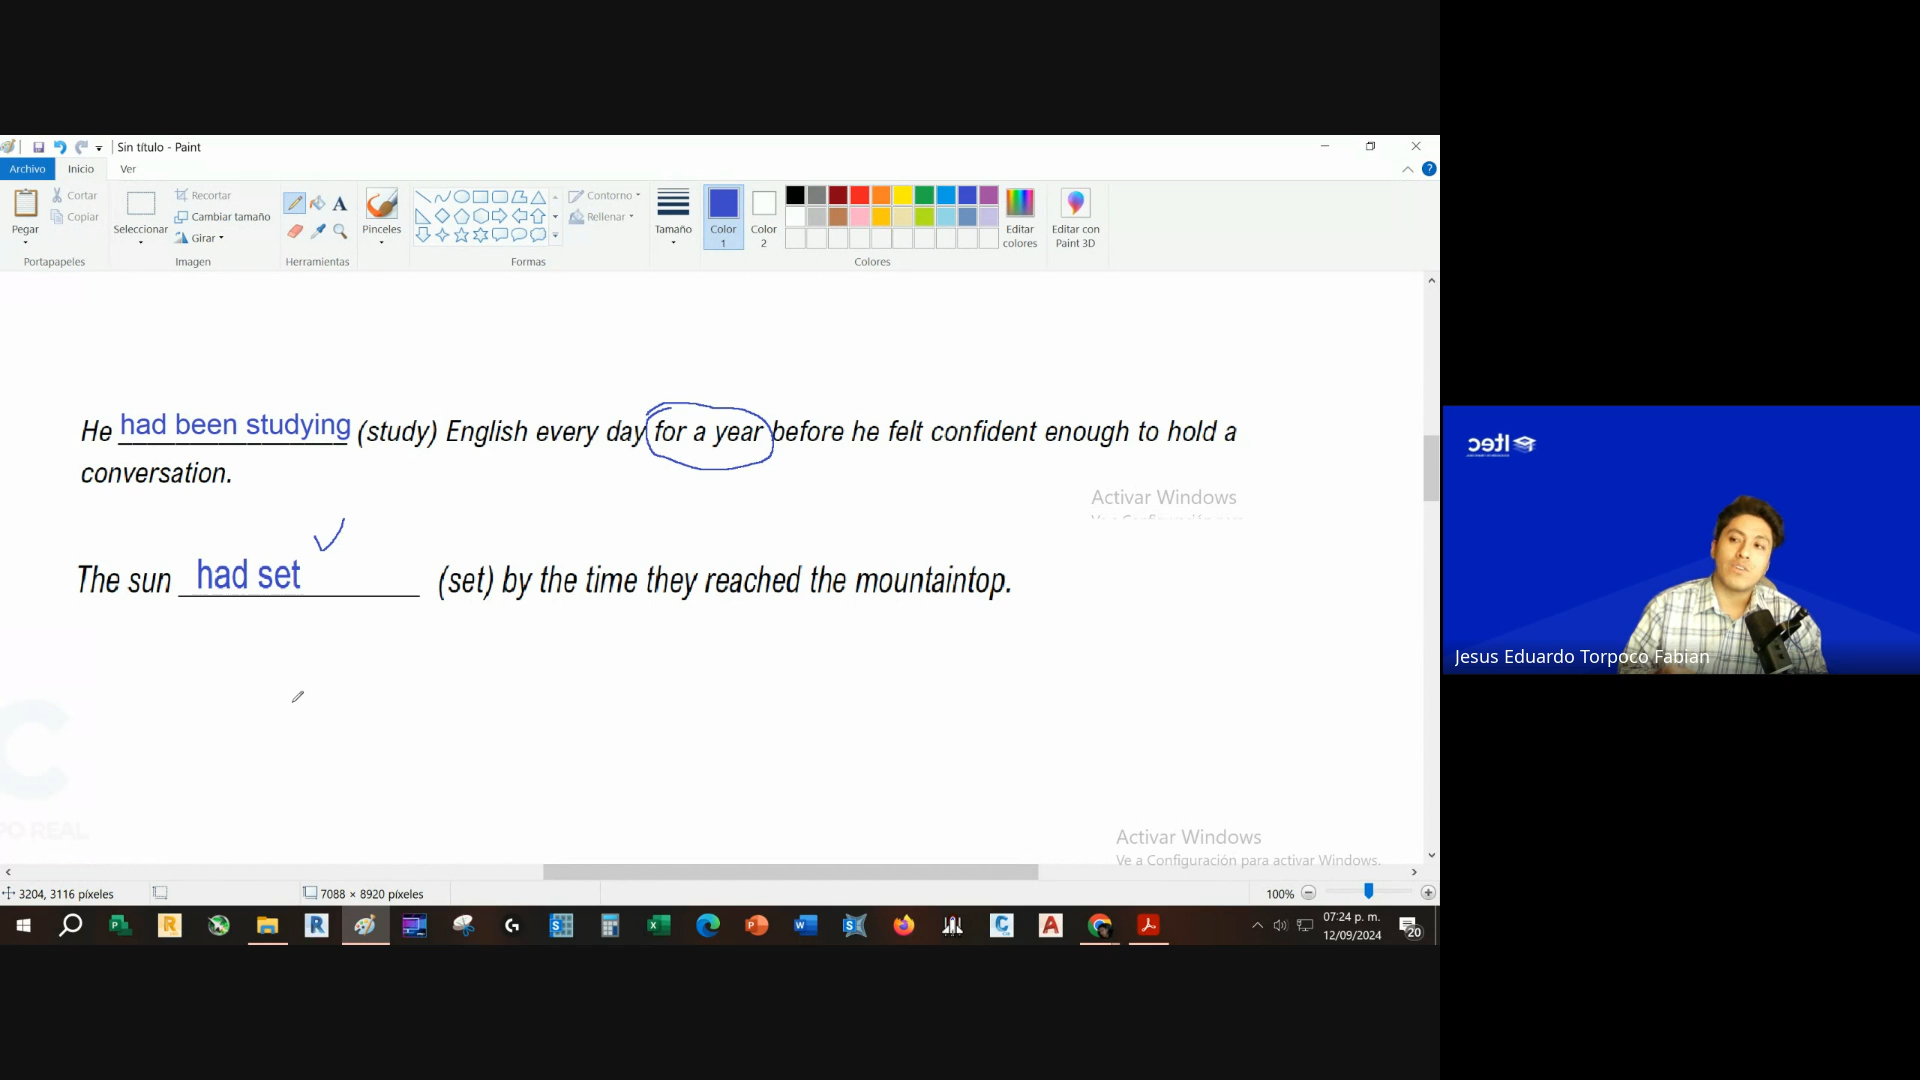 Sin título - Paint
Archivo Inicio Ver
Pegar
Cortar
Copiar
Portapapeles
Seleccionar
Recortar
Cambiar tamaño
Girar
Imagen
Herramientas
Pinceles
Formas
Contorno
Rellenar
Tamaño
Color 1
Color 2
Colores
Editar colores
Editar con Paint 3D
He had been studying (study) English every day for a year before he felt confident enough to hold a
conversation.
Activar Windows
The sun had set (set) by the time they reached the mountaintop.
C
PO REAL
Activar Windows
Ve a Configuración para activar Windows.
3204, 3116 píxeles
7088 × 8920 píxeles
100%
07:24 p. m.
12/09/2024
20
Itec
Jesus Eduardo Torpoco Fabian